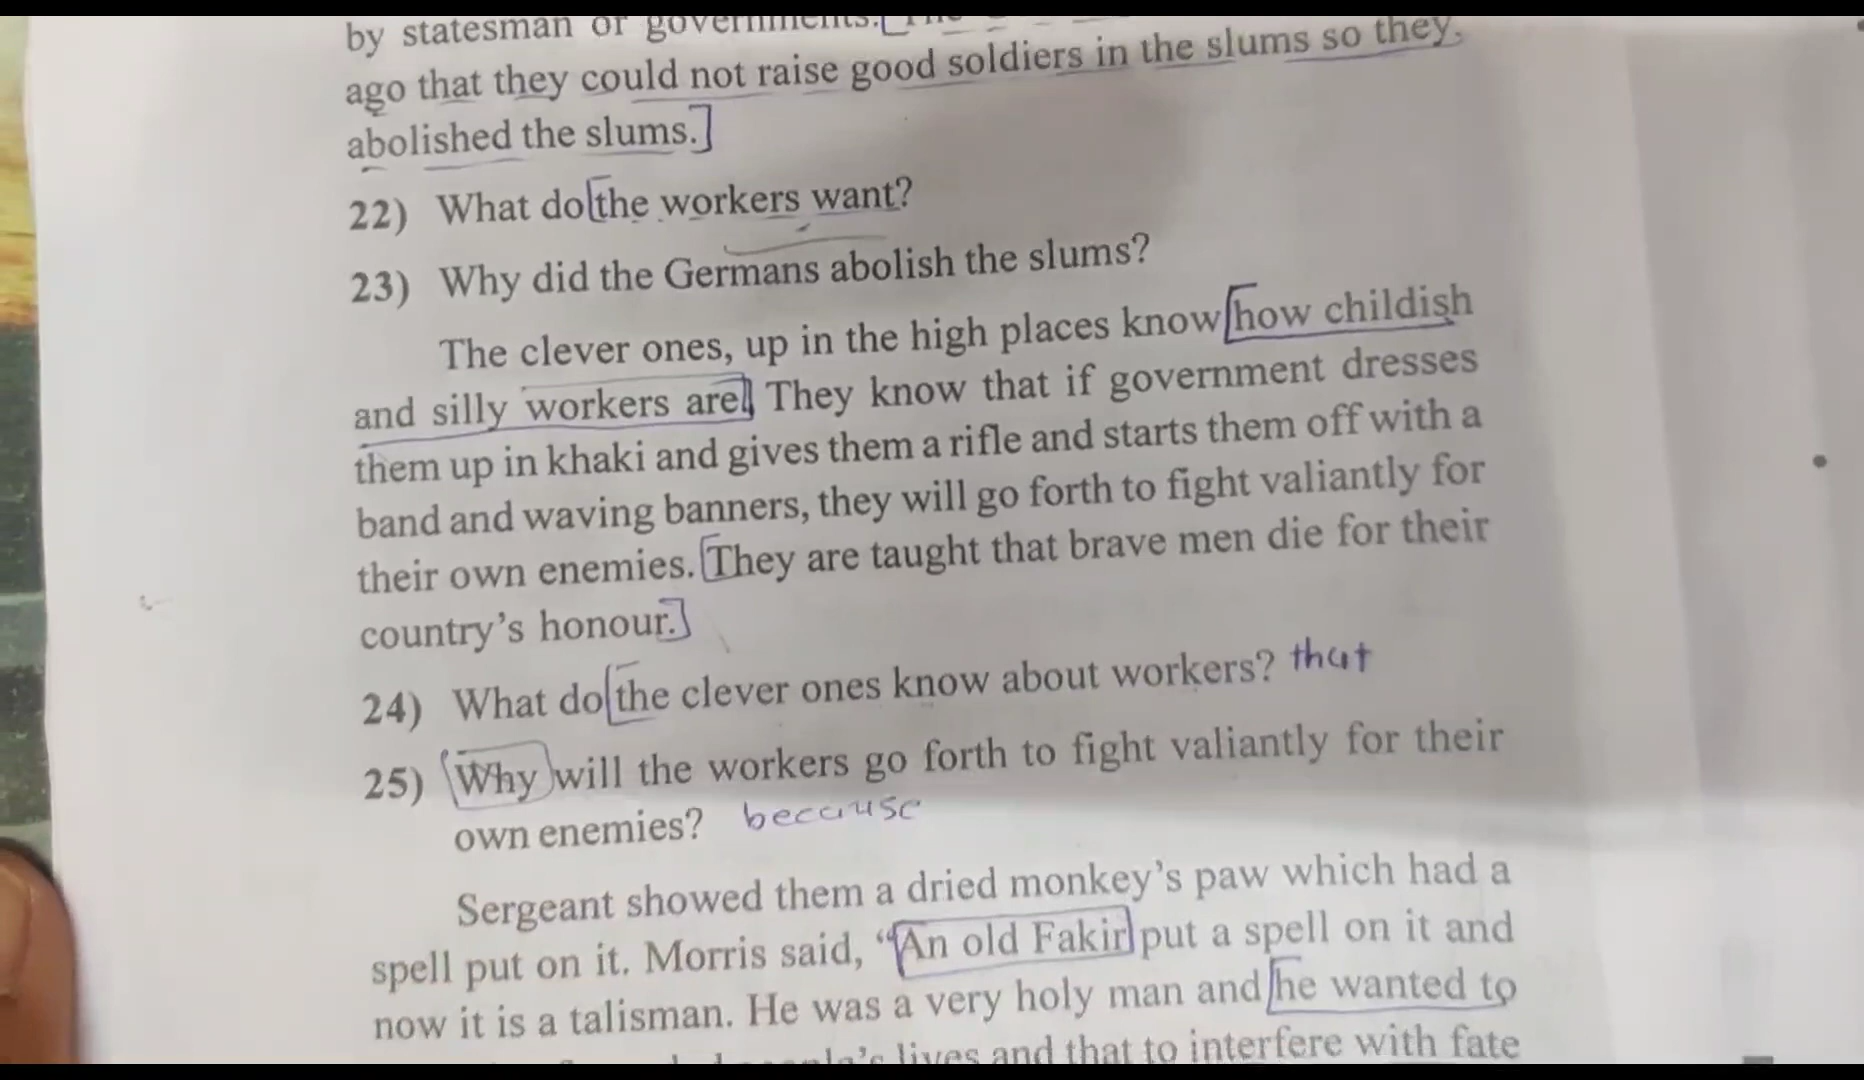 by statesman or governments.
ago that they could not raise good soldiers in the slums so they
abolished the slums.
22) What do the workers want?
23) Why did the Germans abolish the slums?
The clever ones, up in the high places know how childish
and silly workers are. They know that if government dresses
them up in khaki and gives them a rifle and starts them off with a
band and waving banners, they will go forth to fight valiantly for
their own enemies. They are taught that brave men die for their
country's honour.
24) What do the clever ones know about workers? that
25) Why will the workers go forth to fight valiantly for their
own enemies? because
Sergeant showed them a dried monkey's paw which had a
spell put on it. Morris said, “An old Fakir put a spell on it and
now it is a talisman. He was a very holy man and he wanted to
lives and that to interfere with fate